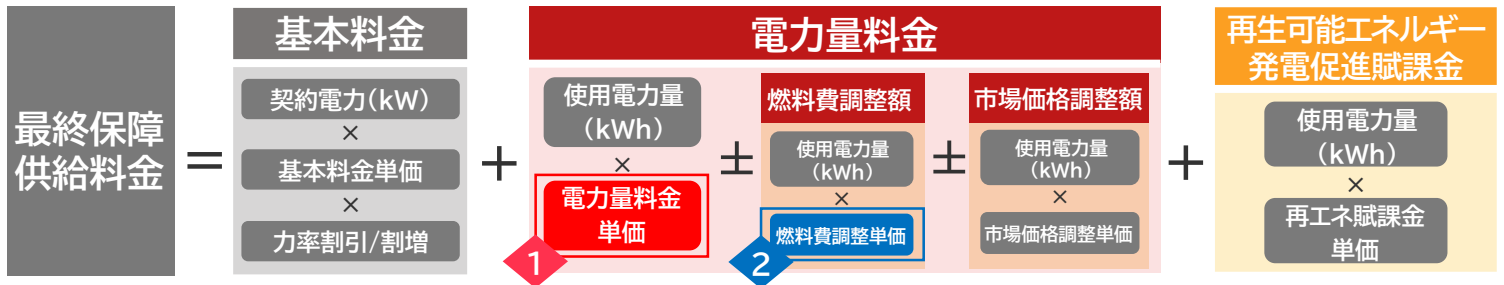 最終保障
供給料金
＝
基本料金
契約電力(kW)
×
基本料金単価
×
力率割引/割増
＋
電力量料金
使用電力量
(kWh)
×
電力量料金
単価
1
±
燃料費調整額
使用電力量
(kWh)
×
燃料費調整単価
2
±
市場価格調整額
使用電力量
(kWh)
×
市場価格調整単価
＋
再生可能エネルギー
発電促進賦課金
使用電力量
(kWh)
×
再エネ賦課金
単価